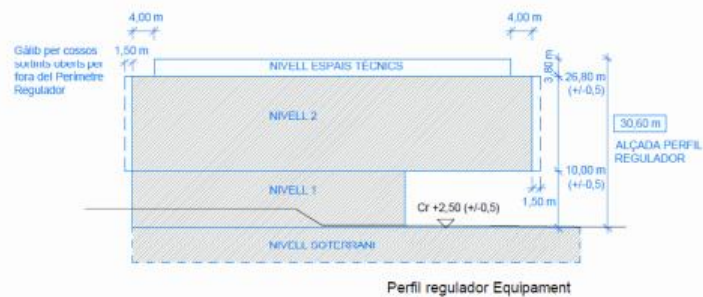 4,00 m
4,00 m
Gàlib per cossos
sortints oberts per
fora del Perímetre
Regulador
1,50 m
NIVELL ESPAIS TÈCNICS
3,80 m
26,80 m
(+/-0,5)
NIVELL 2
30,60 m
ALÇADA PERFIL
REGULADOR
10,00 m
(+/-0,5)
NIVELL 1
1,50 m
Cr +2,50 (+/-0,5)
NIVELL SOTERRANI
Perfil regulador Equipament